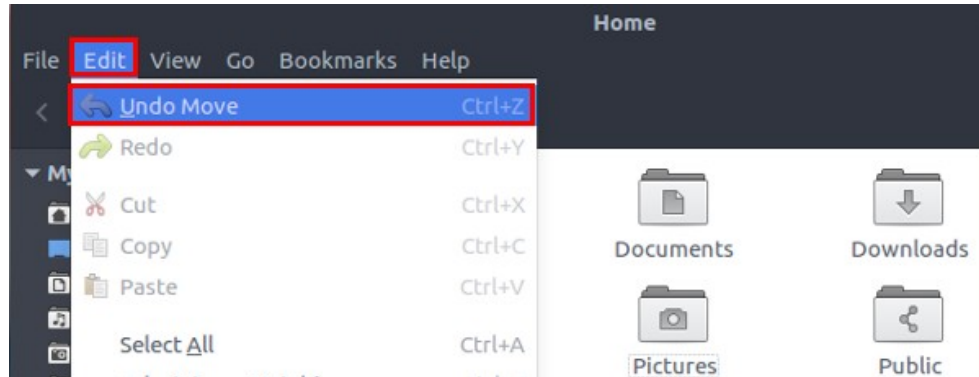 Home
File Edit View Go Bookmarks Help
Undo Move Ctrl+Z
Redo Ctrl+Y
Cut Ctrl+X
Copy Ctrl+C
Paste Ctrl+V
Select All Ctrl+A
Documents Downloads
Pictures Public